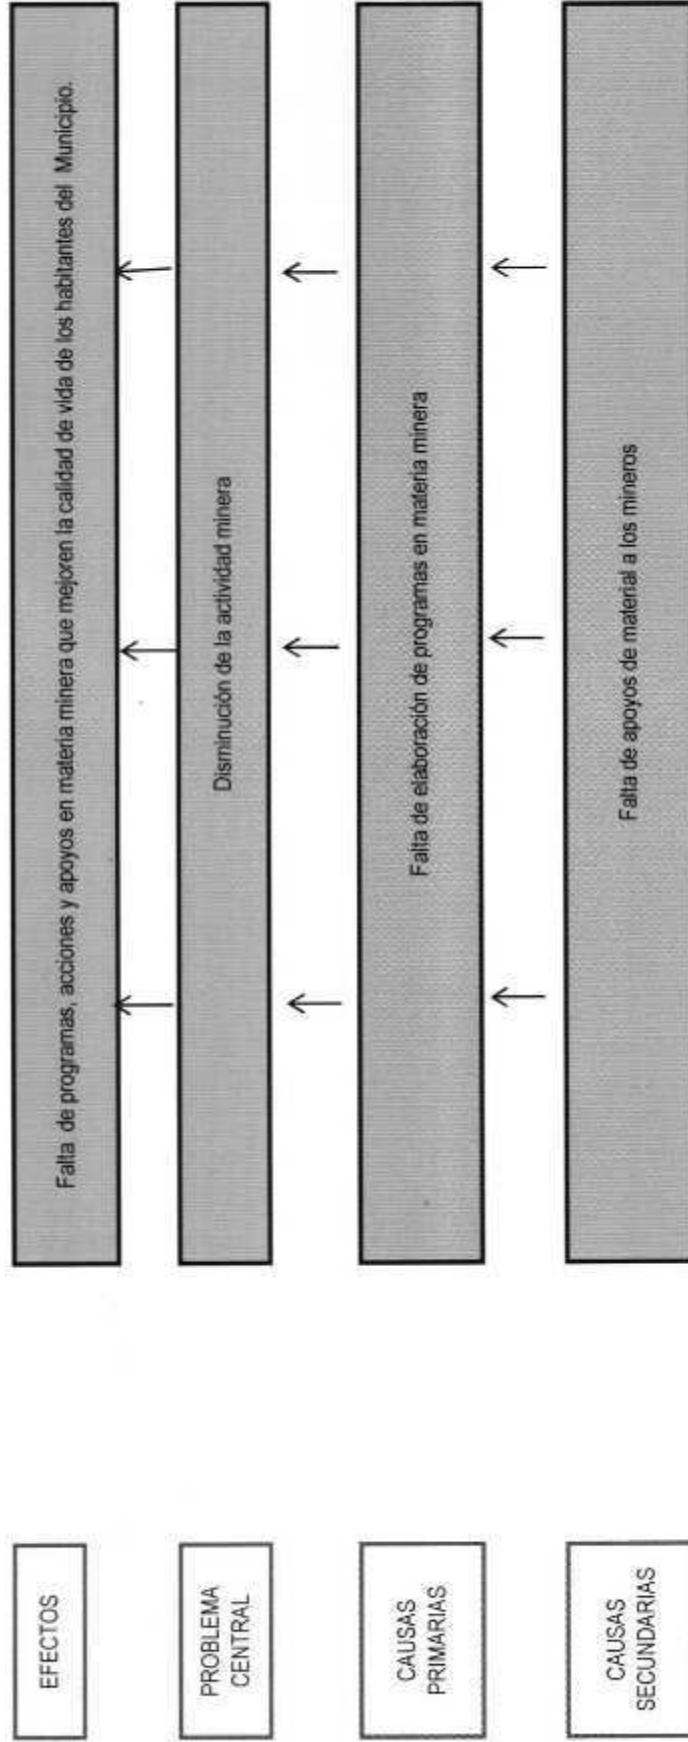 EFECTOS
Falta de programas, acciones y apoyos en materia minera que mejoren la calidad de vida de los habitantes del Municipio.
PROBLEMA
CENTRAL
Disminución de la actividad minera
CAUSAS
PRIMARIAS
Falta de elaboración de programas en materia minera
CAUSAS
SECUNDARIAS
Falta de apoyos de material a los mineros